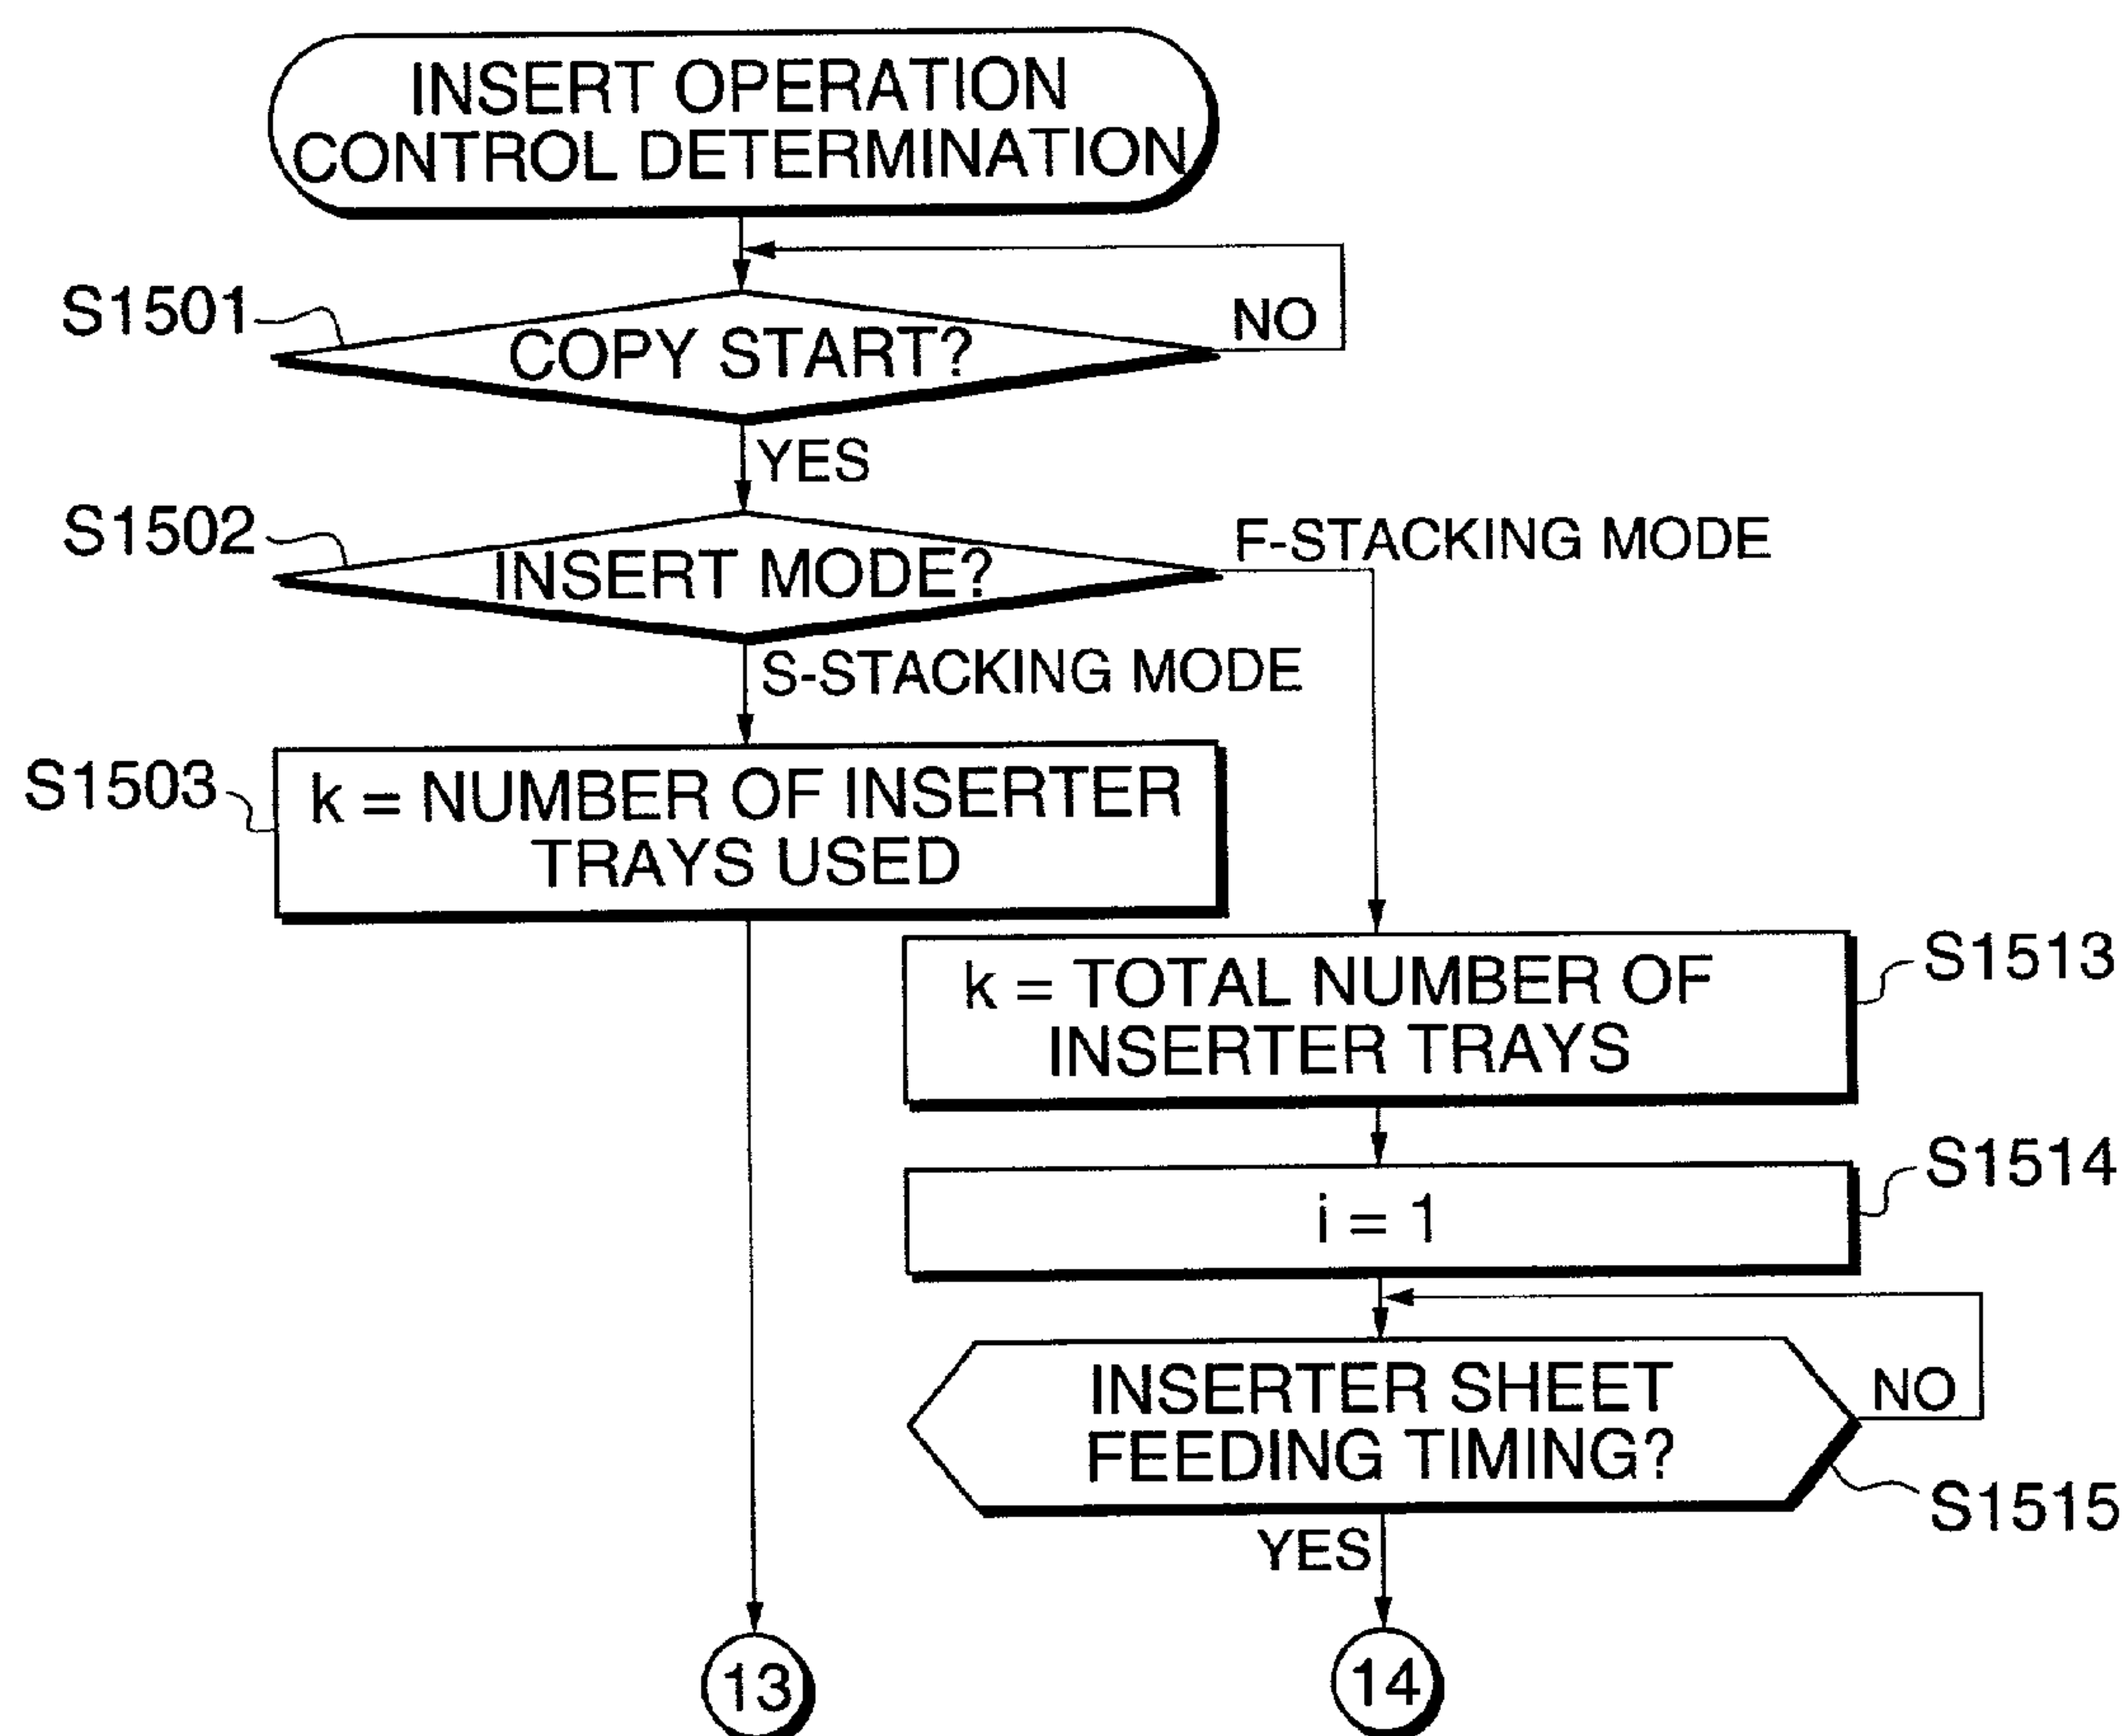 INSERT OPERATION
CONTROL DETERMINATION
S1501
COPY START?
NO
YES
S1502
INSERT MODE?
F-STACKING MODE
S-STACKING MODE
S1503
k = NUMBER OF INSERTER
TRAYS USED
k = TOTAL NUMBER OF
INSERTER TRAYS
S1513
i = 1
S1514
INSERTER SHEET
FEEDING TIMING?
NO
S1515
YES
13
14